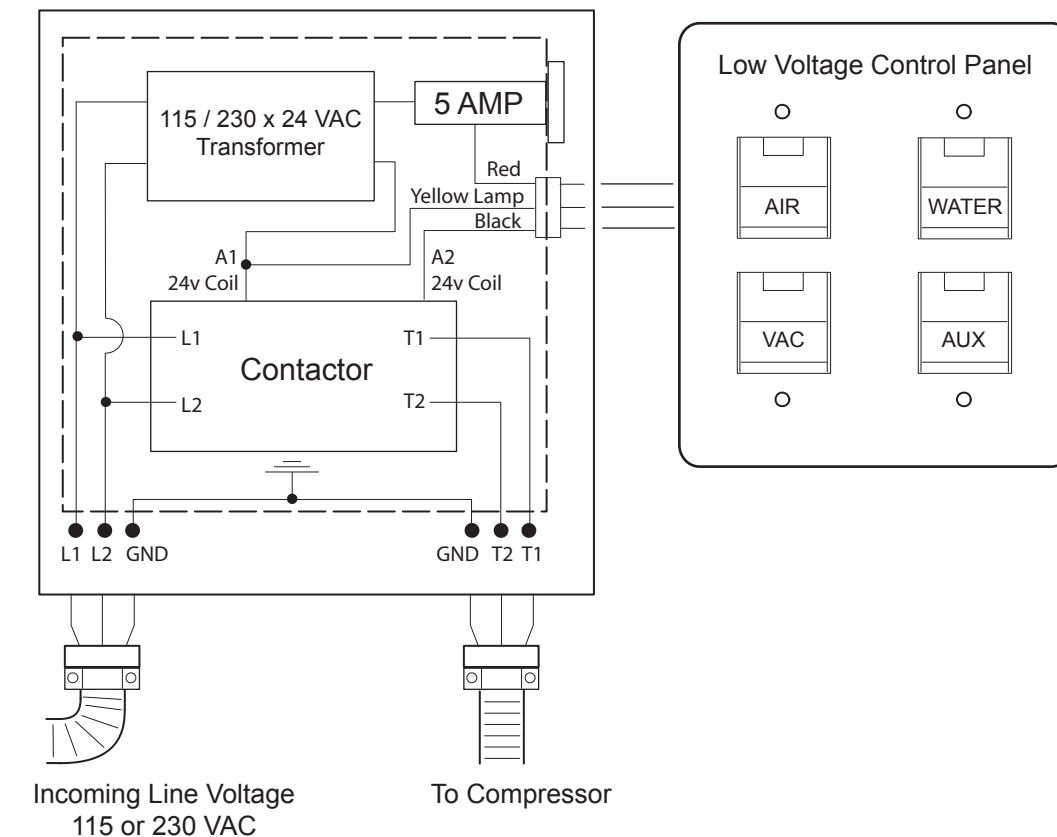 Low Voltage Control Panel
115 / 230 x 24 VAC
Transformer
5 AMP
Red
Yellow Lamp
Black
A1
24v Coil
A2
24v Coil
L1
T1
Contactor
L2
T2
L1 L2 GND
GND T2 T1
AIR
WATER
VAC
AUX
Incoming Line Voltage
115 or 230 VAC
To Compressor